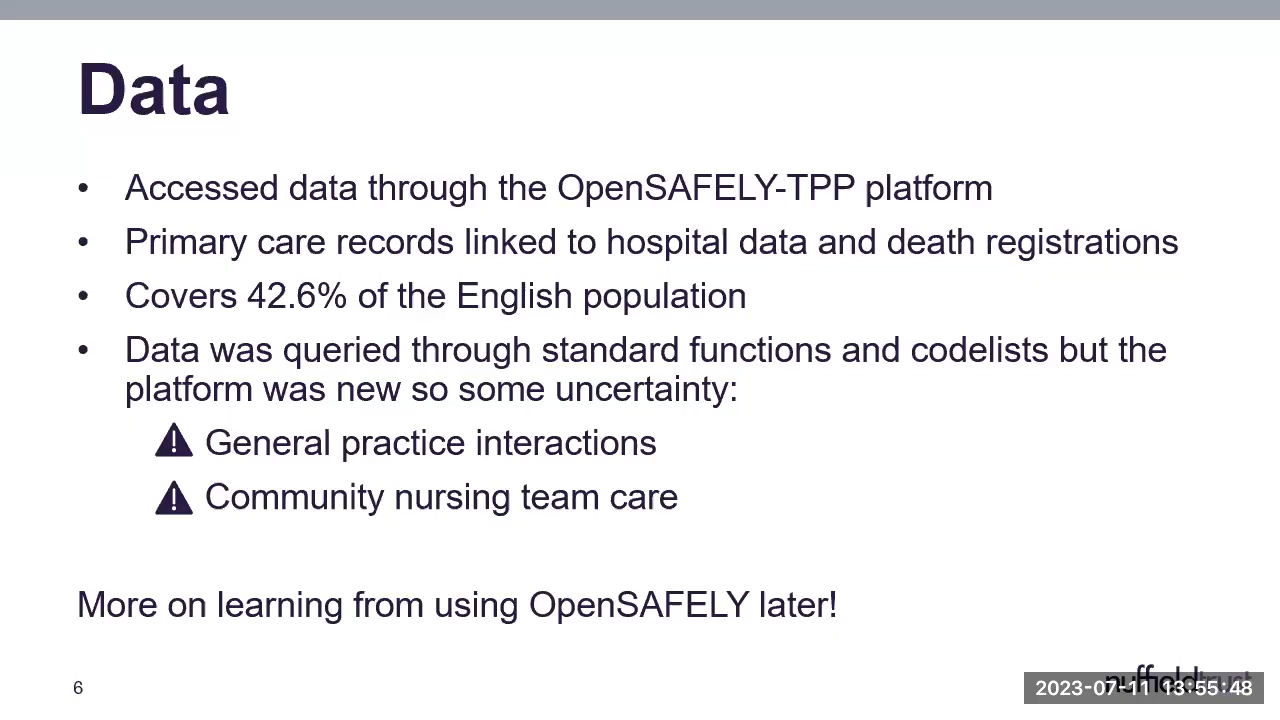 Data
• Accessed data through the OpenSAFELY-TPP platform
• Primary care records linked to hospital data and death registrations
• Covers 42.6% of the English population
• Data was queried through standard functions and codelists but the
platform was new so some uncertainty:
General practice interactions
Community nursing team care
More on learning from using OpenSAFELY later!
6
nuffieldtrust
2023-07-11 13:55:48